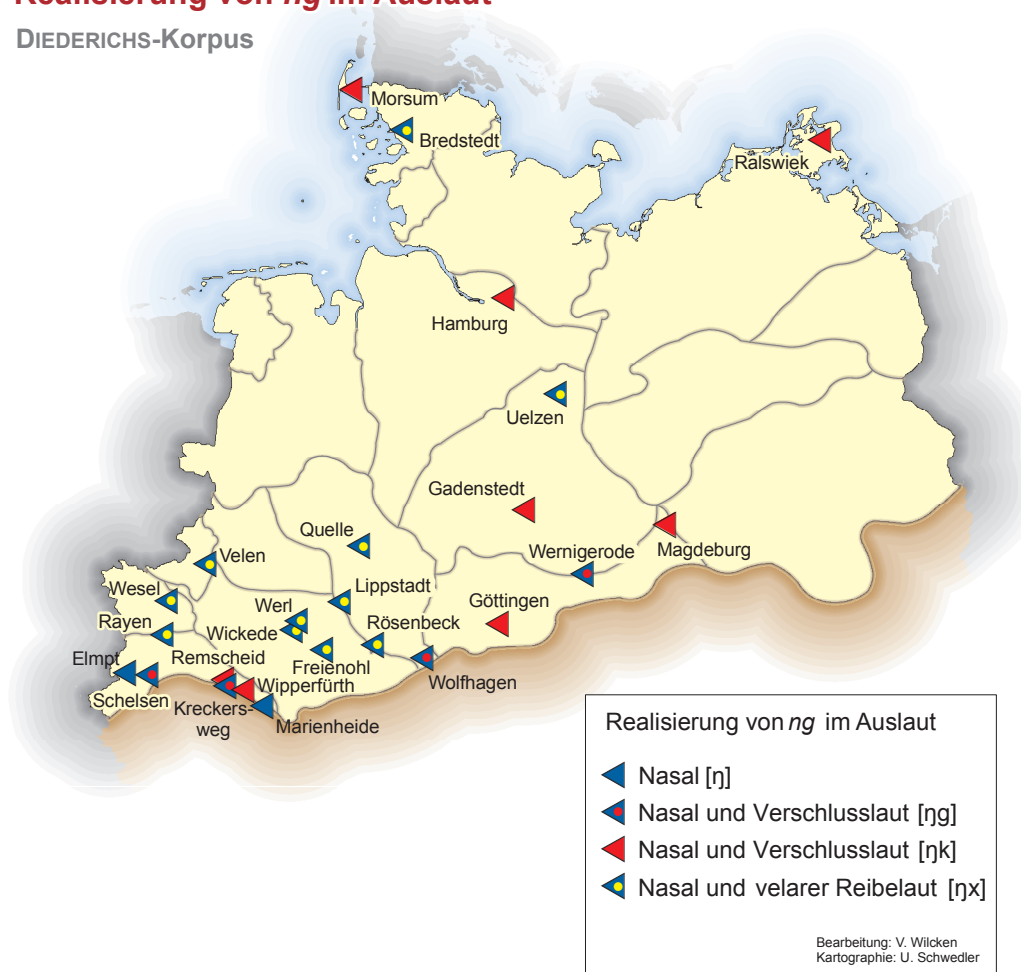 Realisierung von ng im Auslaut
DIEDERICHS-Korpus
Morsum
Bredstedt
Ralswiek
Hamburg
Uelzen
Gadenstedt
Quelle
Wernigerode
Magdeburg
Velen
Wesel
Lippstadt
Göttingen
Werl
Rayen
Wickede
Rösenbeck
Elmpt
Remscheid
Freienohl
Wipperfürth
Wolfhagen
Schelsen
Kreckers-
weg
Marienheide
Realisierung von ng im Auslaut
Nasal [ŋ]
Nasal und Verschlusslaut [ŋg]
Nasal und Verschlusslaut [ŋk]
Nasal und velarer Reibelaut [ŋx]
Bearbeitung: V. Wilcken
Kartographie: U. Schwedler